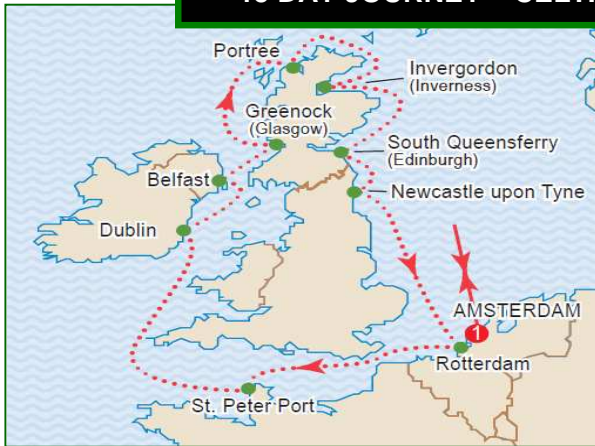 Portree
Invergordon
(Inverness)
Greenock
(Glasgow)
South Queensferry
(Edinburgh)
Belfast
Newcastle upon Tyne
Dublin
AMSTERDAM
1
Rotterdam
St. Peter Port